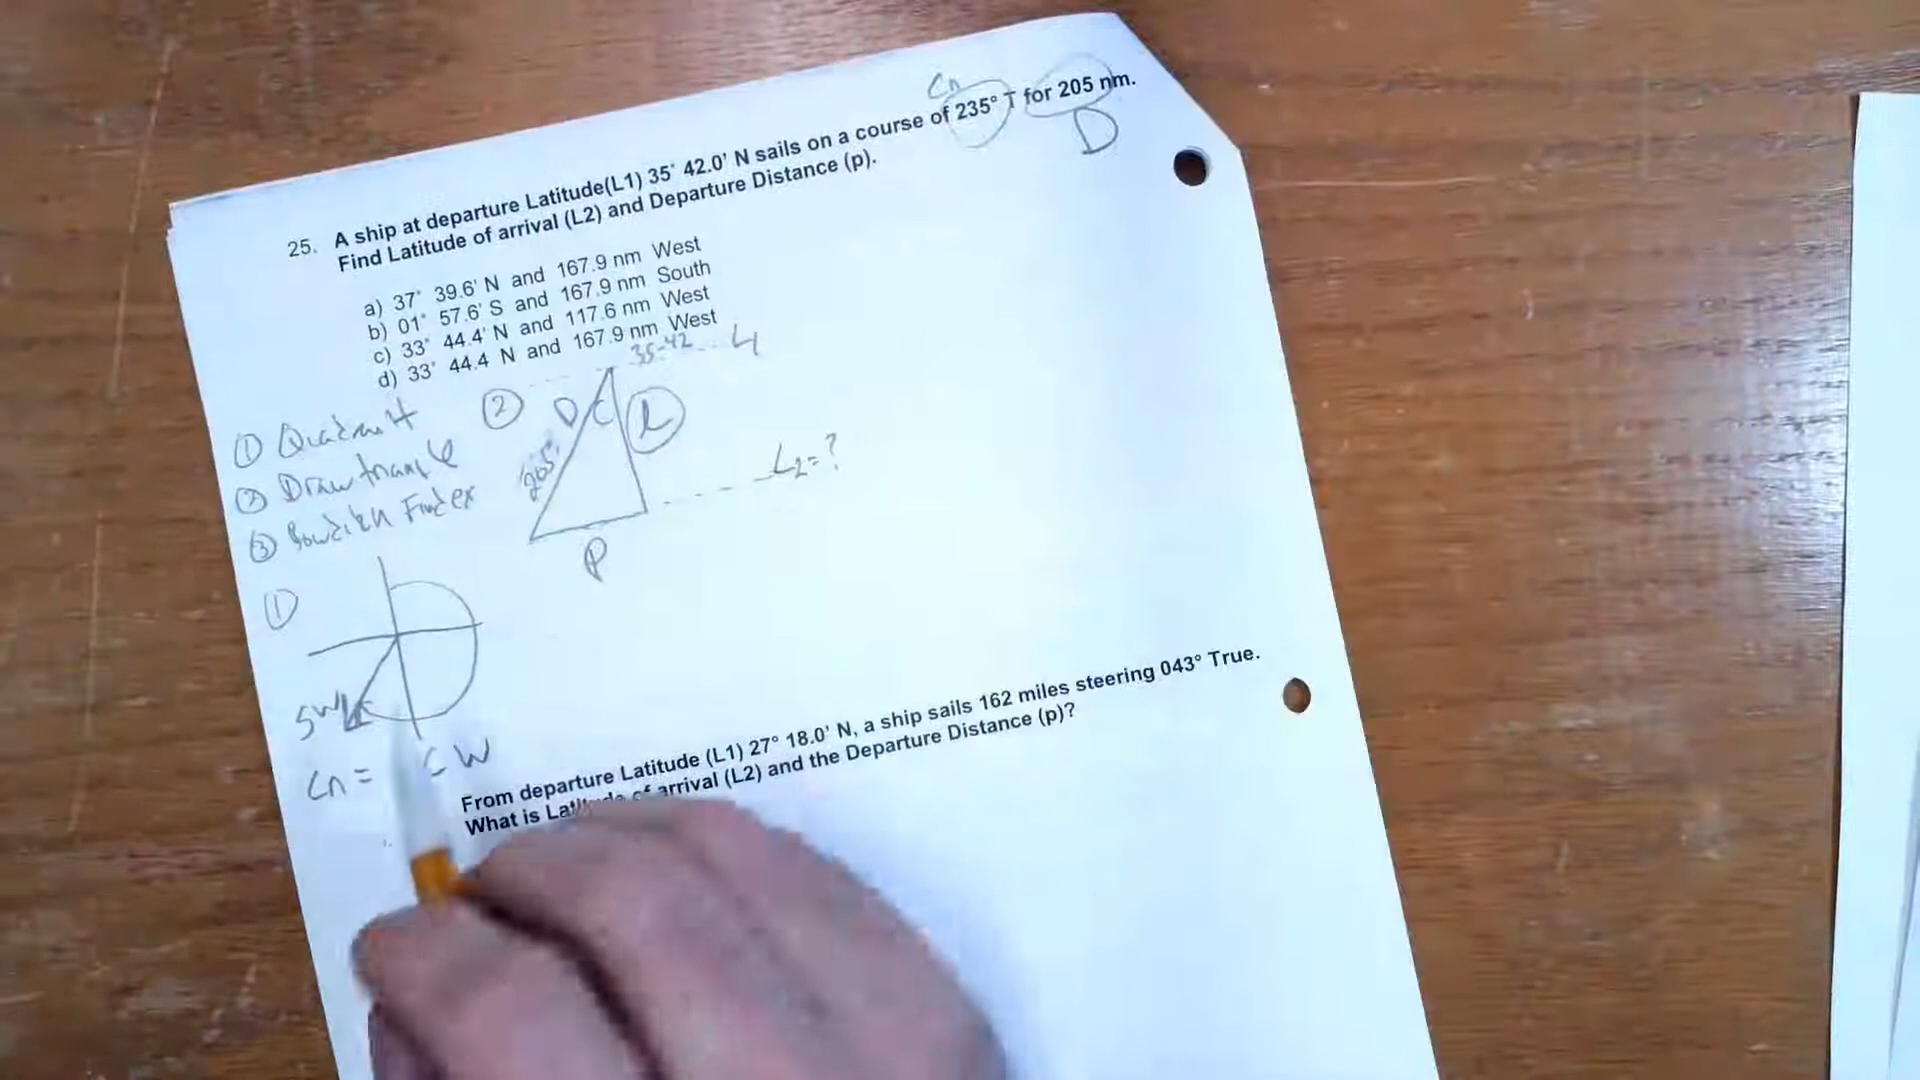 Cn
25. A ship at departure Latitude(L1) 35° 42.0' N sails on a course of 235° T for 205 nm.
D
Find Latitude of arrival (L2) and Departure Distance (p).
a) 37° 39.6' N and 167.9 nm West
b) 01° 57.6' S and 167.9 nm South
c) 33° 44.4' N and 117.6 nm West
d) 33° 44.4 N and 167.9 nm West
35-42 L1
① Quadrant
② D C l
② Draw triangle
205' L2=?
③ Bowditch Find ex
P
①
SW
Cn = W
From departure Latitude (L1) 27° 18.0' N, a ship sails 162 miles steering 043° True.
What is Latitude of arrival (L2) and the Departure Distance (p)?